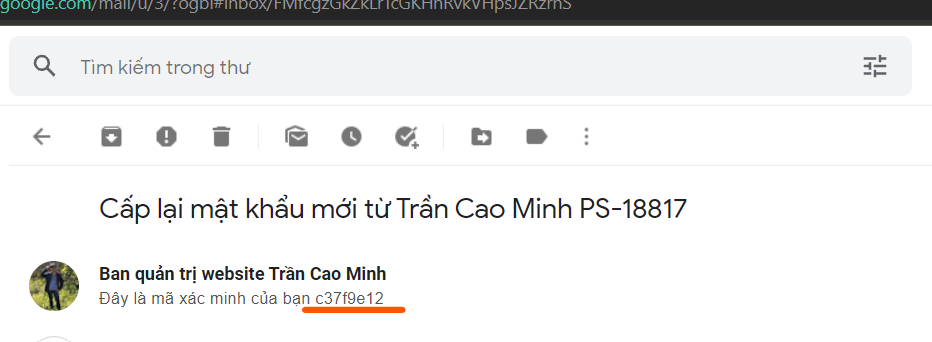 google.com/mail/u/3/?ogbl#inbox/
Tìm kiếm trong thư
Cấp lại mật khẩu mới từ Trần Cao Minh PS-18817
Ban quản trị website Trần Cao Minh
Đây là mã xác minh của bạn c37f9e12